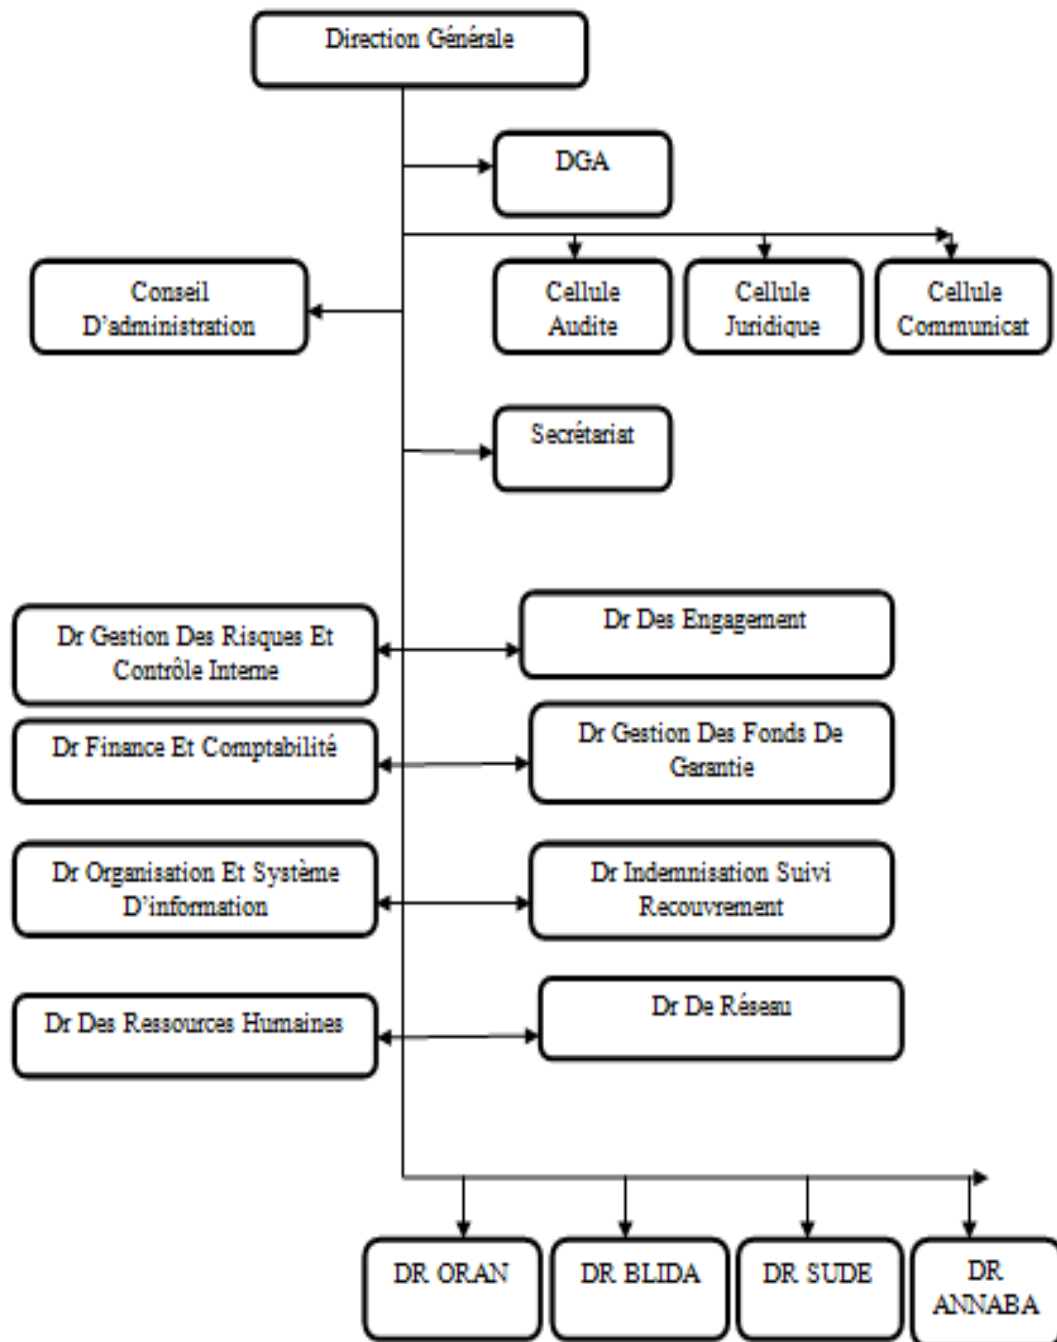 Direction Générale
DGA
Conseil
D'administration
Cellule
Audite
Cellule
Juridique
Cellule
Communicat
Secrétariat
Dr Gestion Des Risques Et
Contrôle Interne
Dr Des Engagement
Dr Finance Et Comptabilité
Dr Gestion Des Fonds De
Garantie
Dr Organisation Et Système
D'information
Dr Indemnisation Suivi
Recouvrement
Dr Des Ressources Humaines
Dr De Réseau
DR ORAN
DR BLIDA
DR SUDE
DR
ANNABA